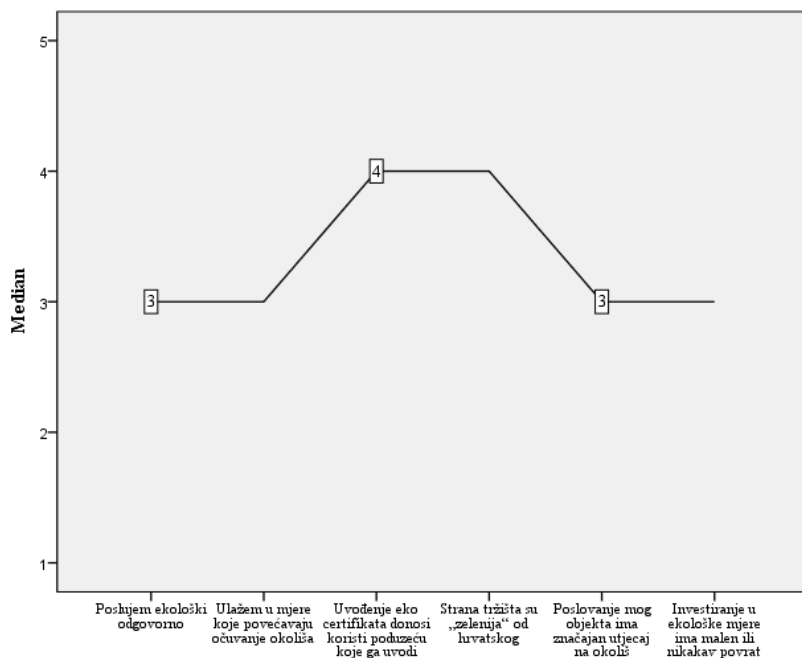 5
4
4
3
3
3
2
1
Median
Poslujem ekološki
odgovorno
Ulažem u mjere
koje povećavaju
očuvanje okoliša
Uvođenje eko
certifikata donosi
koristi poduzeću
koje ga uvodi
Strana tržišta su
„zelenija“ od
hrvatskog
Poslovanje mog
objekta ima
značajan utjecaj
na okoliš
Investiranje u
ekološke mjere
ima malen ili
nikakav povrat